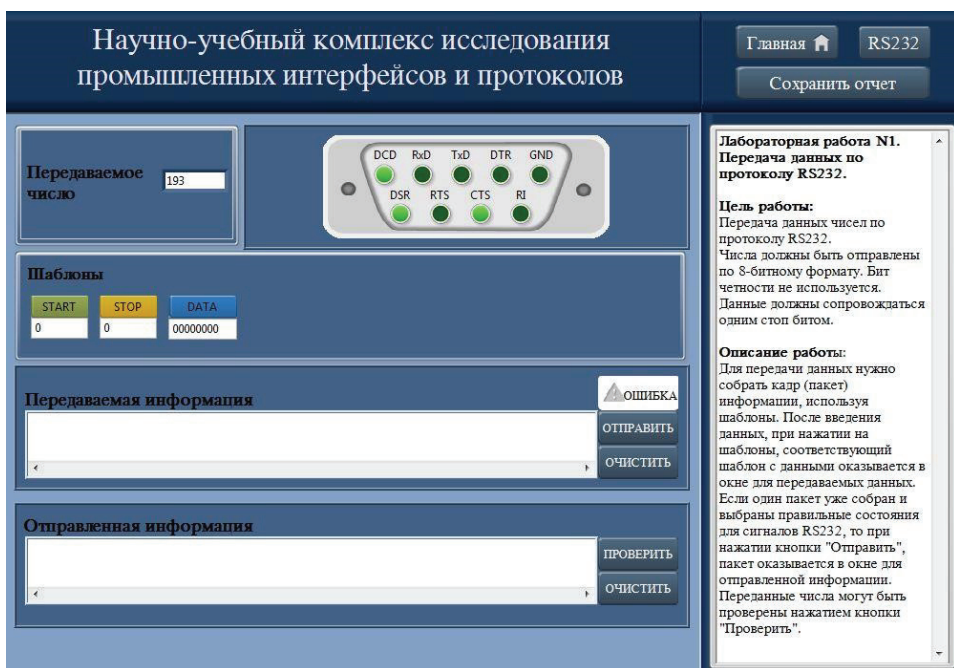 Научно-учебный комплекс исследования
промышленных интерфейсов и протоколов
Главная RS232
Сохранить отчет
Передаваемое
число
193
DCD RxD TxD DTR GND
DSR RTS CTS RI
Шаблоны
START STOP DATA
0 0 00000000
Передаваемая информация
ОШИБКА
ОТПРАВИТЬ
ОЧИСТИТЬ
Отправленная информация
ПРОВЕРИТЬ
ОЧИСТИТЬ
Лабораторная работа N1.
Передача данных по
протоколу RS232.
Цель работы:
Передача данных чисел по
протоколу RS232.
Числа должны быть отправлены
по 8-битному формату. Бит
четности не используется.
Данные должны сопровождаться
одним стоп битом.
Описание работы:
Для передачи данных нужно
собрать кадр (пакет)
информации, используя
шаблоны. После введения
данных, при нажатии на
шаблоны, соответствующий
шаблон с данными оказывается в
окне для передаваемых данных.
Если один пакет уже собран и
выбраны правильные состояния
для сигналов RS232, то при
нажатии кнопки "Отправить",
пакет оказывается в окне для
отправленной информации.
Переданные числа могут быть
проверены нажатием кнопки
"Проверить".